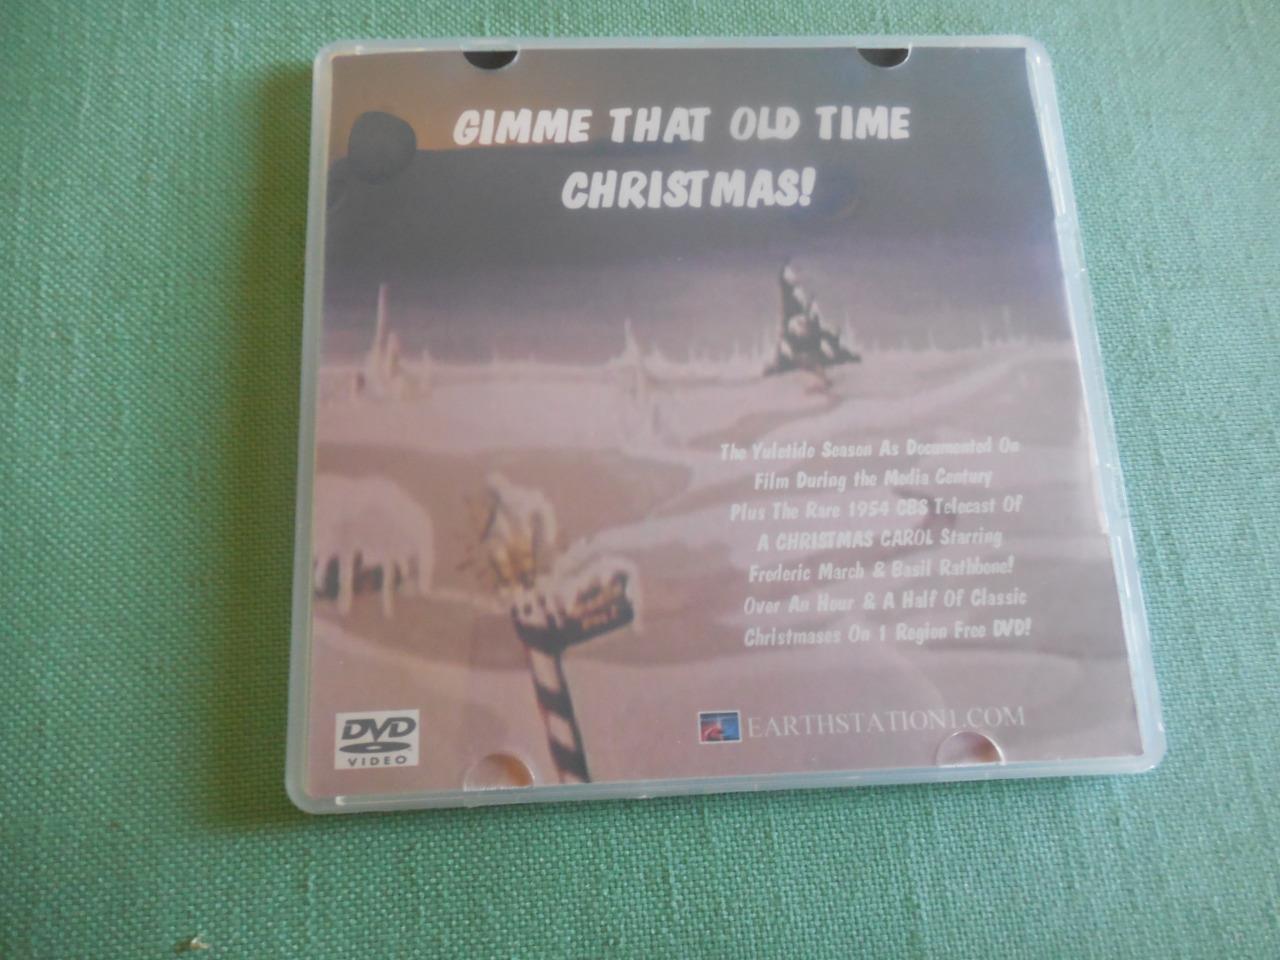 GIMME THAT OLD TIME
CHRISTMAS!
The Yuletide Season As Documented On
Film During the Media Century
Plus The Rare 1954 CBS Telecast Of
A CHRISTMAS CAROL Starring
Frederic March & Basil Rathbone!
Over An Hour & A Half Of Classic
Christmases On 1 Region Free DVD!
DVD
VIDEO
EARTHSTATION1.COM